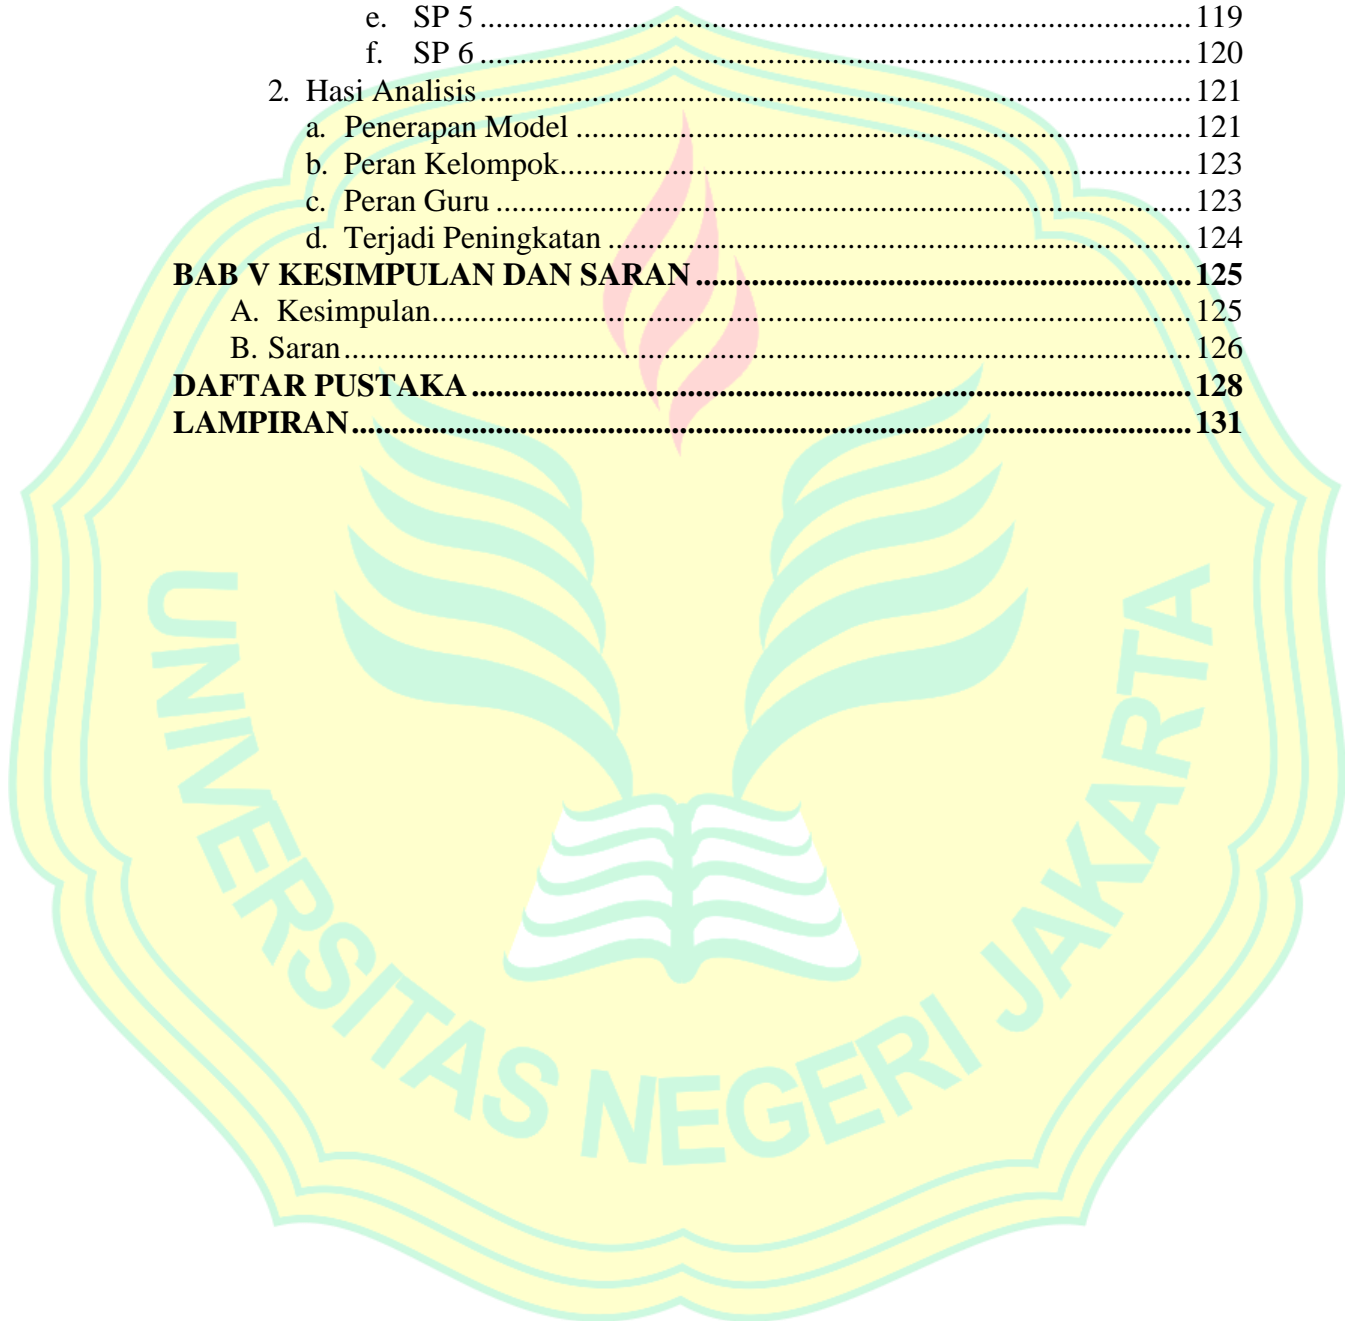 e. SP 5 ........................................................................................... 119
f. SP 6 ........................................................................................... 120
2. Hasi Analisis ........................................................................................... 121
a. Penerapan Model ........................................................................................... 121
b. Peran Kelompok ........................................................................................... 123
c. Peran Guru ........................................................................................... 123
d. Terjadi Peningkatan ........................................................................................... 124
BAB V KESIMPULAN DAN SARAN ........................................................................................... 125
A. Kesimpulan ........................................................................................... 125
B. Saran ........................................................................................... 126
DAFTAR PUSTAKA ........................................................................................... 128
LAMPIRAN ........................................................................................... 131
UNIVERSITAS NEGERI JAKARTA